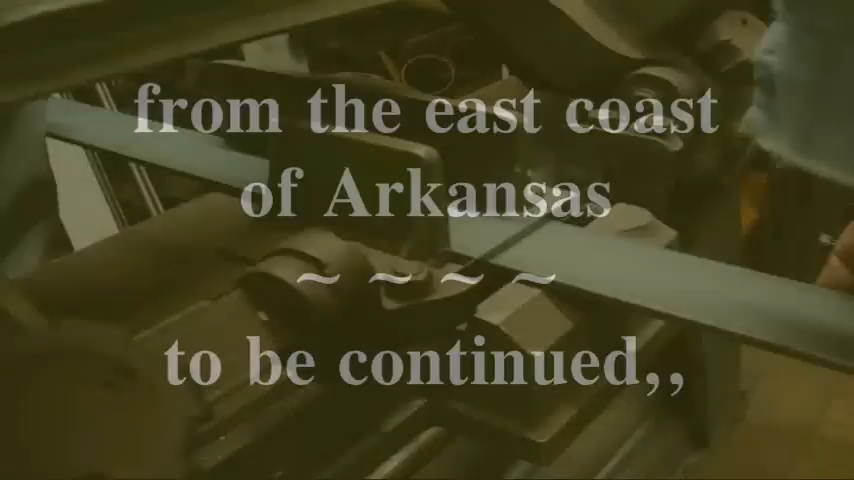 from the east coast
of Arkansas
~ ~ ~ ~
to be continued,,